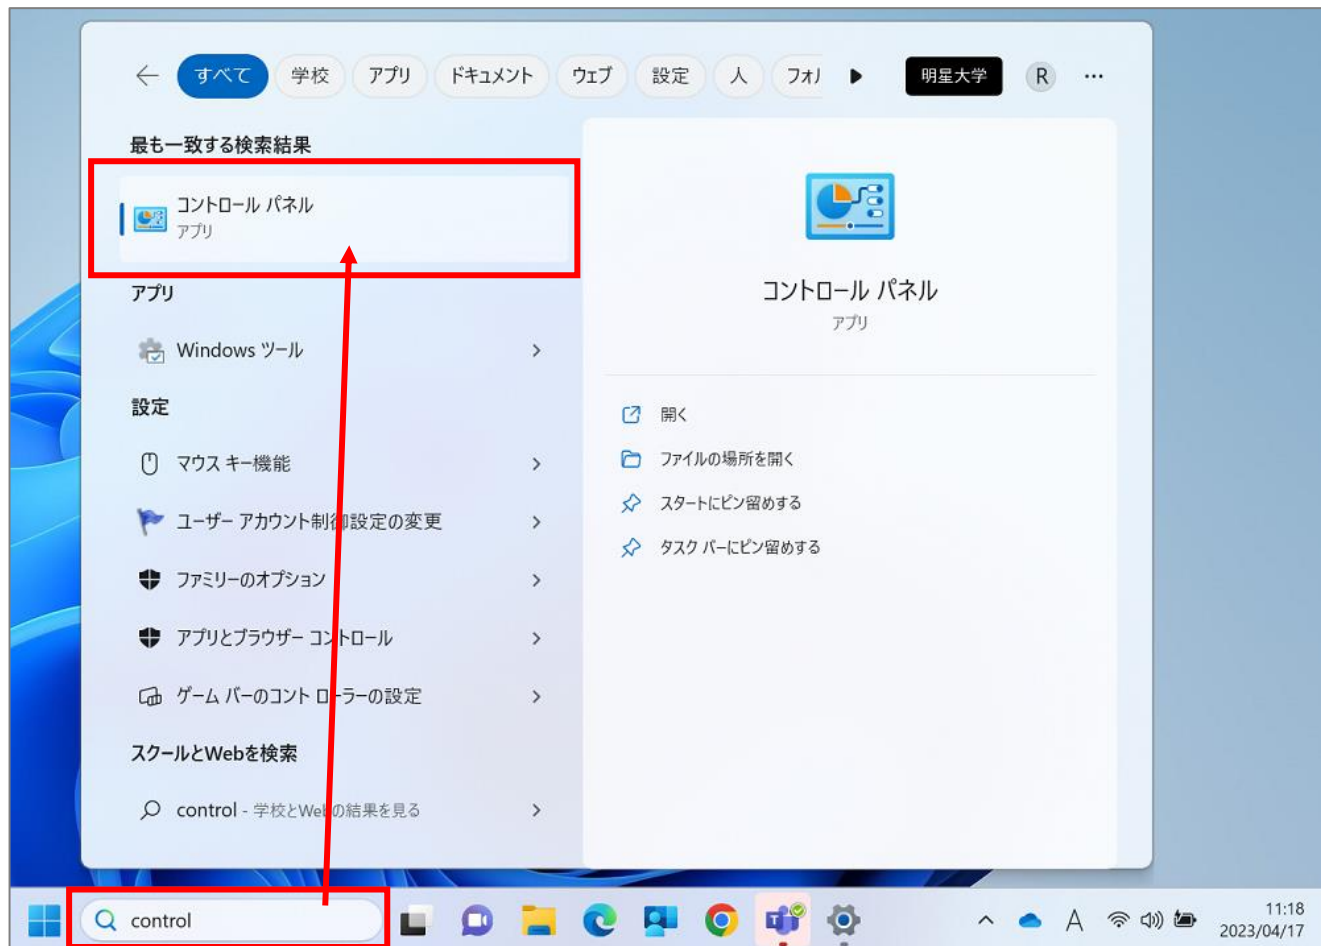 すべて 学校 アプリ ドキュメント ウェブ 設定 人 フォル 明星大学 R ...
最も一致する検索結果
コントロール パネル
アプリ
アプリ
Windows ツール
設定
マウス キー機能
ユーザー アカウント制御設定の変更
ファミリーのオプション
アプリとブラウザー コントロール
ゲーム バーのコントローラーの設定
スクールとWebを検索
control - 学校とWebの結果を見る
コントロール パネル
アプリ
開く
ファイルの場所を開く
スタートにピン留めする
タスク バーにピン留めする
control
A
11:18
2023/04/17